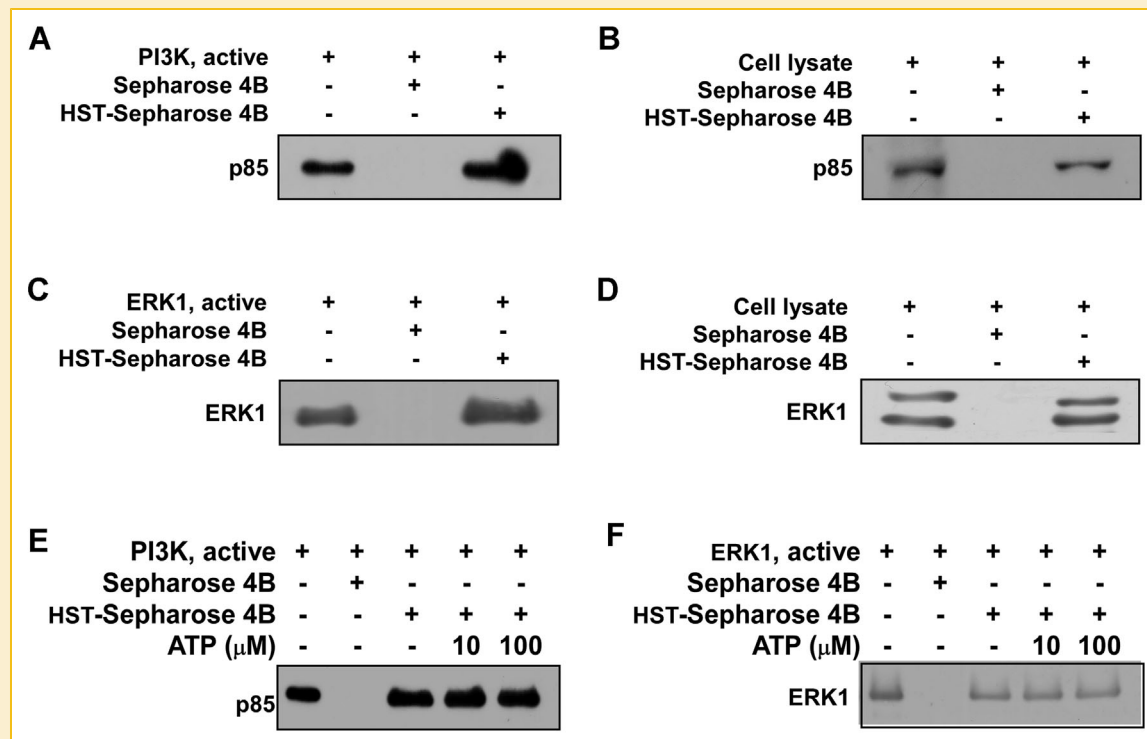 A
PI3K, active + + +
Sepharose 4B - + -
HST-Sepharose 4B - - +
p85
B
Cell lysate + + +
Sepharose 4B - + -
HST-Sepharose 4B - - +
p85
C
ERK1, active + + +
Sepharose 4B - + -
HST-Sepharose 4B - - +
ERK1
D
Cell lysate + + +
Sepharose 4B - + -
HST-Sepharose 4B - - +
ERK1
E
PI3K, active + + + + +
Sepharose 4B - + - - -
HST-Sepharose 4B - - + + +
ATP (μM) - - - 10 100
p85
F
ERK1, active + + + + +
Sepharose 4B - + - - -
HST-Sepharose 4B - - + + +
ATP (μM) - - - 10 100
ERK1